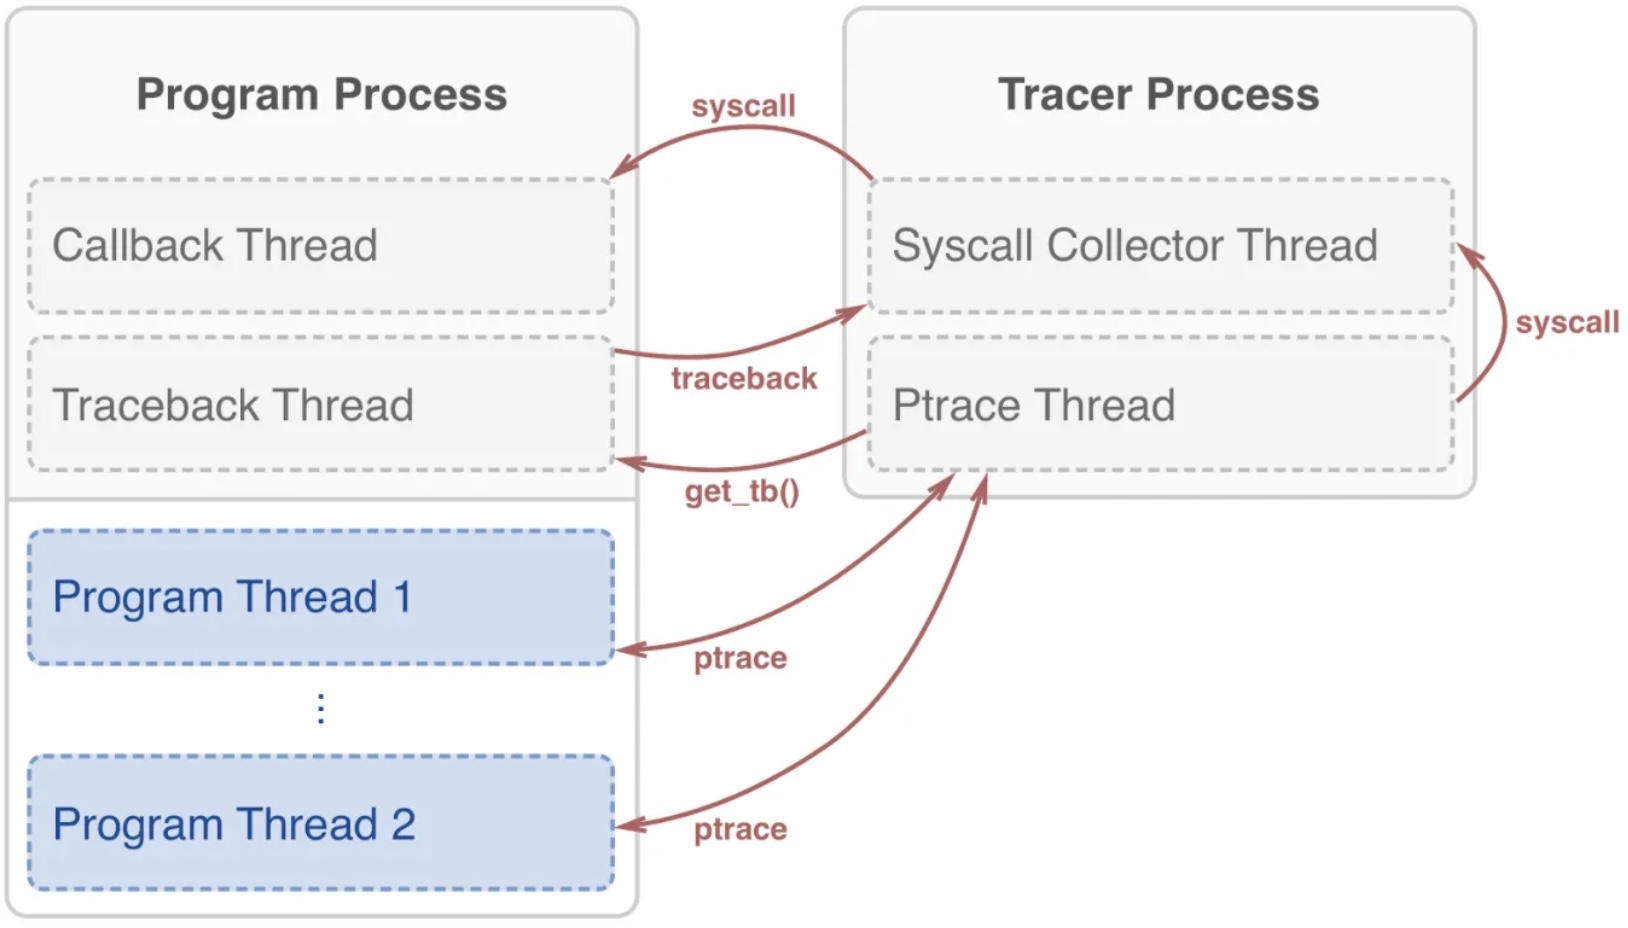 Program Process
Tracer Process
syscall
Callback Thread
Syscall Collector Thread
syscall
traceback
Traceback Thread
Ptrace Thread
get_tb()
Program Thread 1
ptrace
⋮
Program Thread 2
ptrace